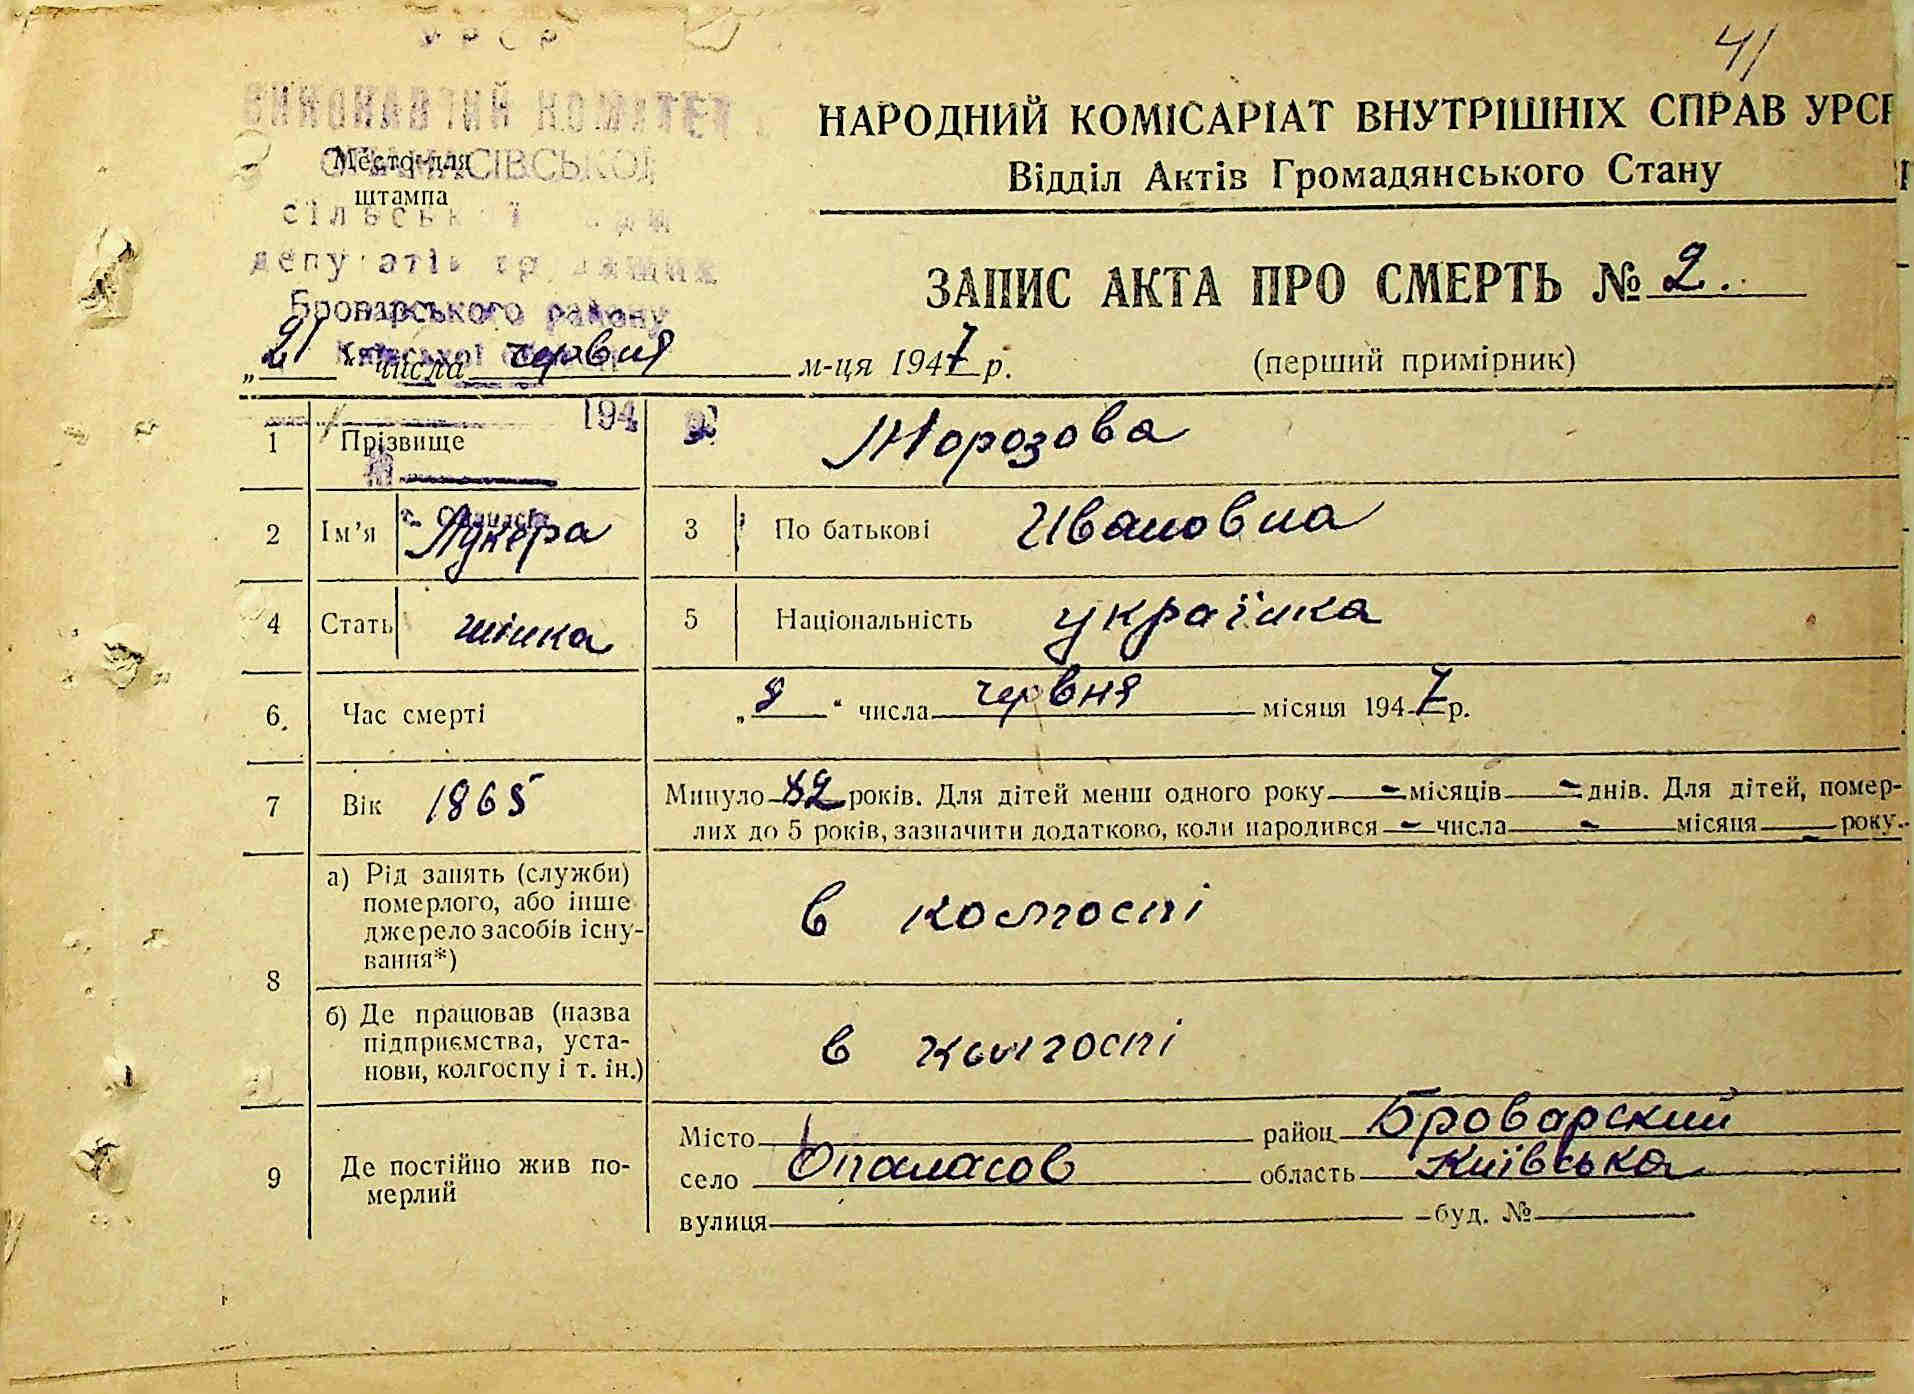 41
УРСР
ВИКОНАВЧИЙ КОМІТЕТ
НАРОДНИЙ КОМІСАРІАТ ВНУТРІШНІХ СПРАВ УРСР
Место для
штампа
Відділ Актів Громадянського Стану
сільської ради
депутатів трудящих
Броварського району
Київської
ЗАПИС АКТА ПРО СМЕРТЬ № 2.
„21“ числа червня м-ця 1947 р.
(перший примірник)
194
1 Прізвище Морозова
2 Ім'я Лукера 3 По батькові Ивановна
4 Стать жінка 5 Національність українка
6. Час смерті „8“ числа червня місяця 1947 р.
7 Вік 1865 Минуло 82 років. Для дітей менш одного року - місяців - днів. Для дітей, помер-
лих до 5 років, зазначити додатково, коли народився - числа - місяця - року.
8 а) Рід занять (служби)
померлого, або інше
джерело засобів існу-
вання*)
в колгоспі
б) Де працював (назва
підприємства, уста-
нови, колгоспу і т. ін.)
в колгоспі
9 Де постійно жив по-
мерлий
Місто район Броварский
село Опанасов область Київська
вулиця буд. №